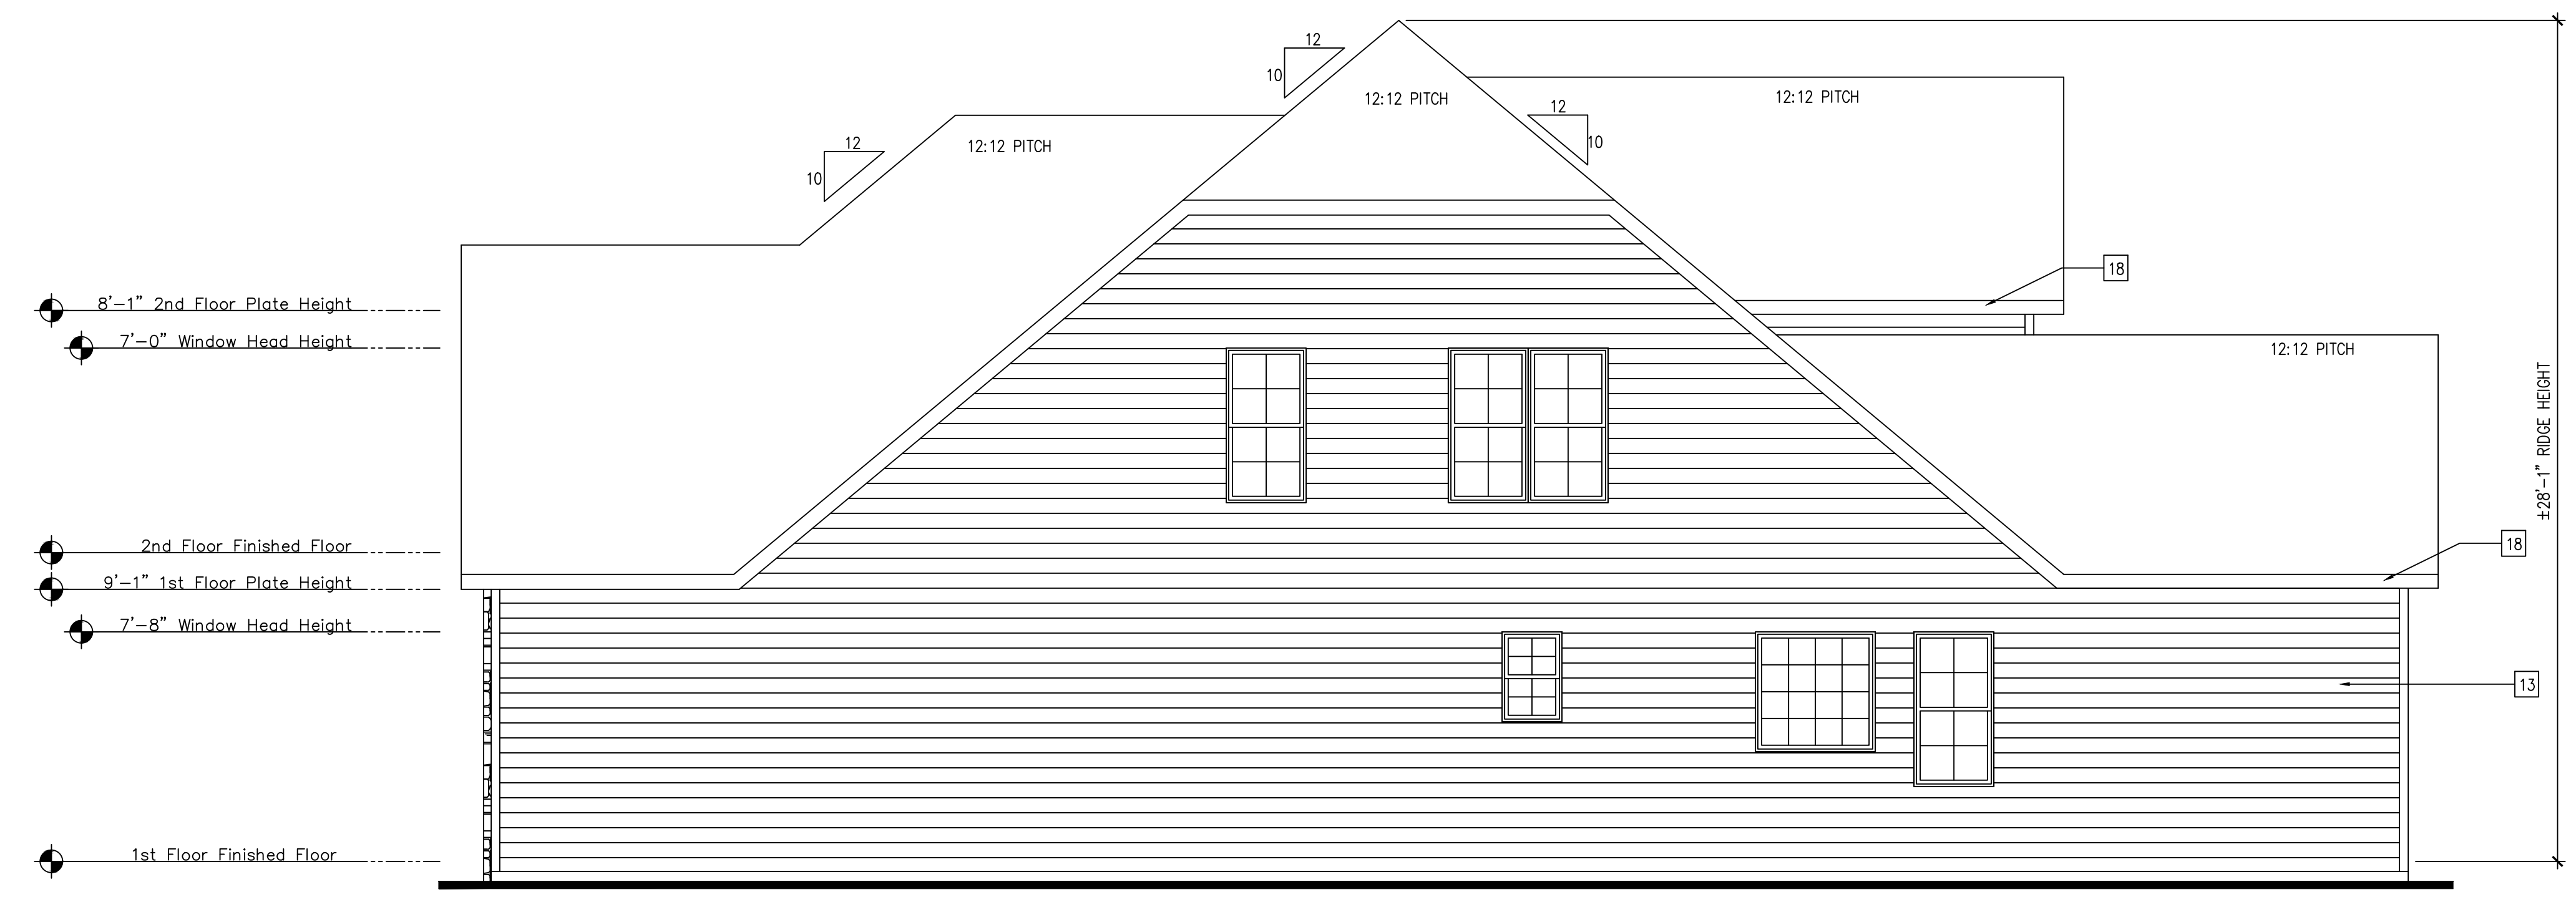 12
10
12:12 PITCH
12:12 PITCH
12
10
12
10
12:12 PITCH
18
8'-1" 2nd Floor Plate Height
7'-0" Window Head Height
12:12 PITCH
±28'-1" RIDGE HEIGHT
2nd Floor Finished Floor
18
9'-1" 1st Floor Plate Height
7'-8" Window Head Height
13
1st Floor Finished Floor